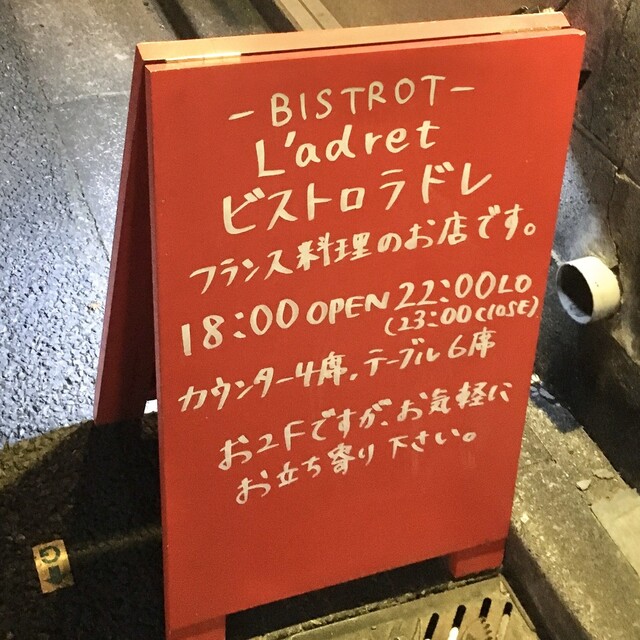 -BISTROT-
L'adret
ビストロラドレ
フランス料理のお店です。
18:00 OPEN 22:00 LO
(23:00 CLOSE)
カウンター4席、テーブル6席
お2Fですが、お気軽に
お立ち寄り下さい。